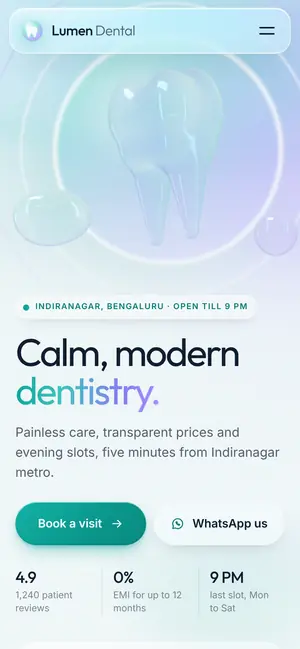 Lumen Dental
INDIRANAGAR, BENGALURU · OPEN TILL 9 PM
Calm, modern
dentistry.
Painless care, transparent prices and
evening slots, five minutes from Indiranagar
metro.
Book a visit →
WhatsApp us
4.9
1,240 patient
reviews
0%
EMI for up to 12
months
9 PM
last slot, Mon
to Sat